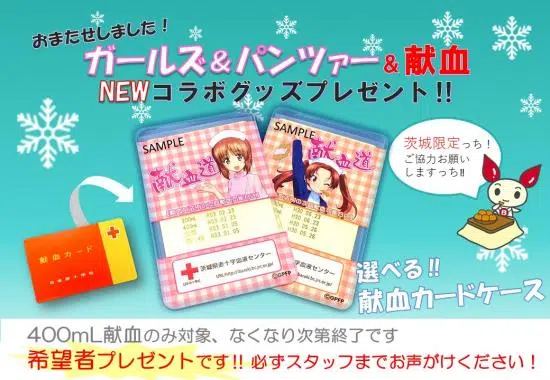 おまたせしました！
ガールズ＆パンツァー＆献血
NEWコラボグッズプレゼント!!
SAMPLE
献血道
茨城県赤十字血液センター
©GPFP
SAMPLE
献血道
茨城県赤十字血液センター
©GPFP
茨城限定っち！
ご協力お願い
しますっち!!
献血カード
選べる!!
献血カードケース
400mL献血のみ対象、なくなり次第終了です
希望者プレゼントです!! 必ずスタッフまでお声がけください！